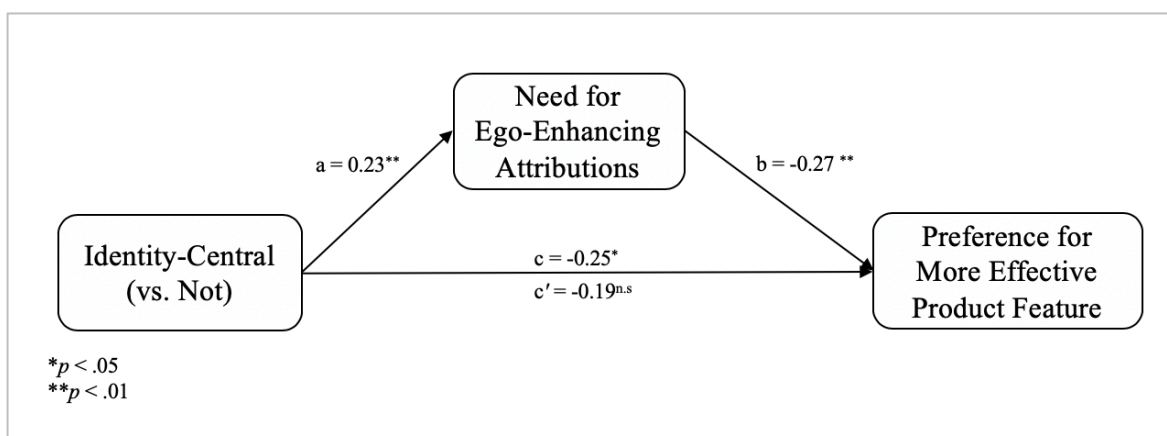 Need for
Ego-Enhancing
Attributions
a = 0.23**
b = -0.27 **
Identity-Central
(vs. Not)
c = -0.25*
c′ = -0.19n.s
Preference for
More Effective
Product Feature
*p < .05
**p < .01